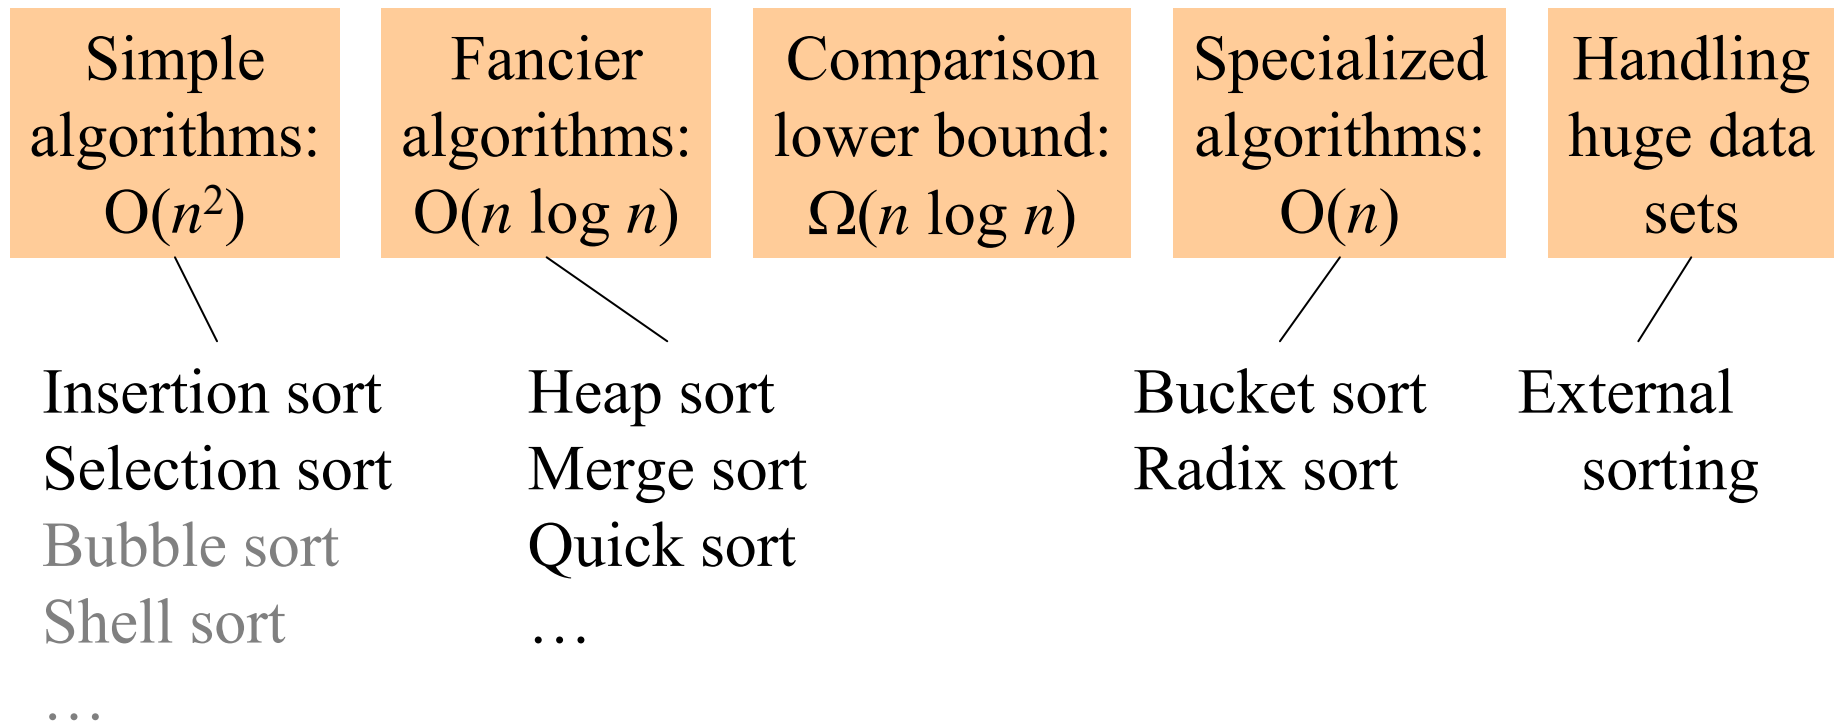 Simple
algorithms:
O(n²)
Fancier
algorithms:
O(n log n)
Comparison
lower bound:
Ω(n log n)
Specialized
algorithms:
O(n)
Handling
huge data
sets
Insertion sort
Selection sort
Bubble sort
Shell sort
…
Heap sort
Merge sort
Quick sort
…
Bucket sort
Radix sort
External
sorting